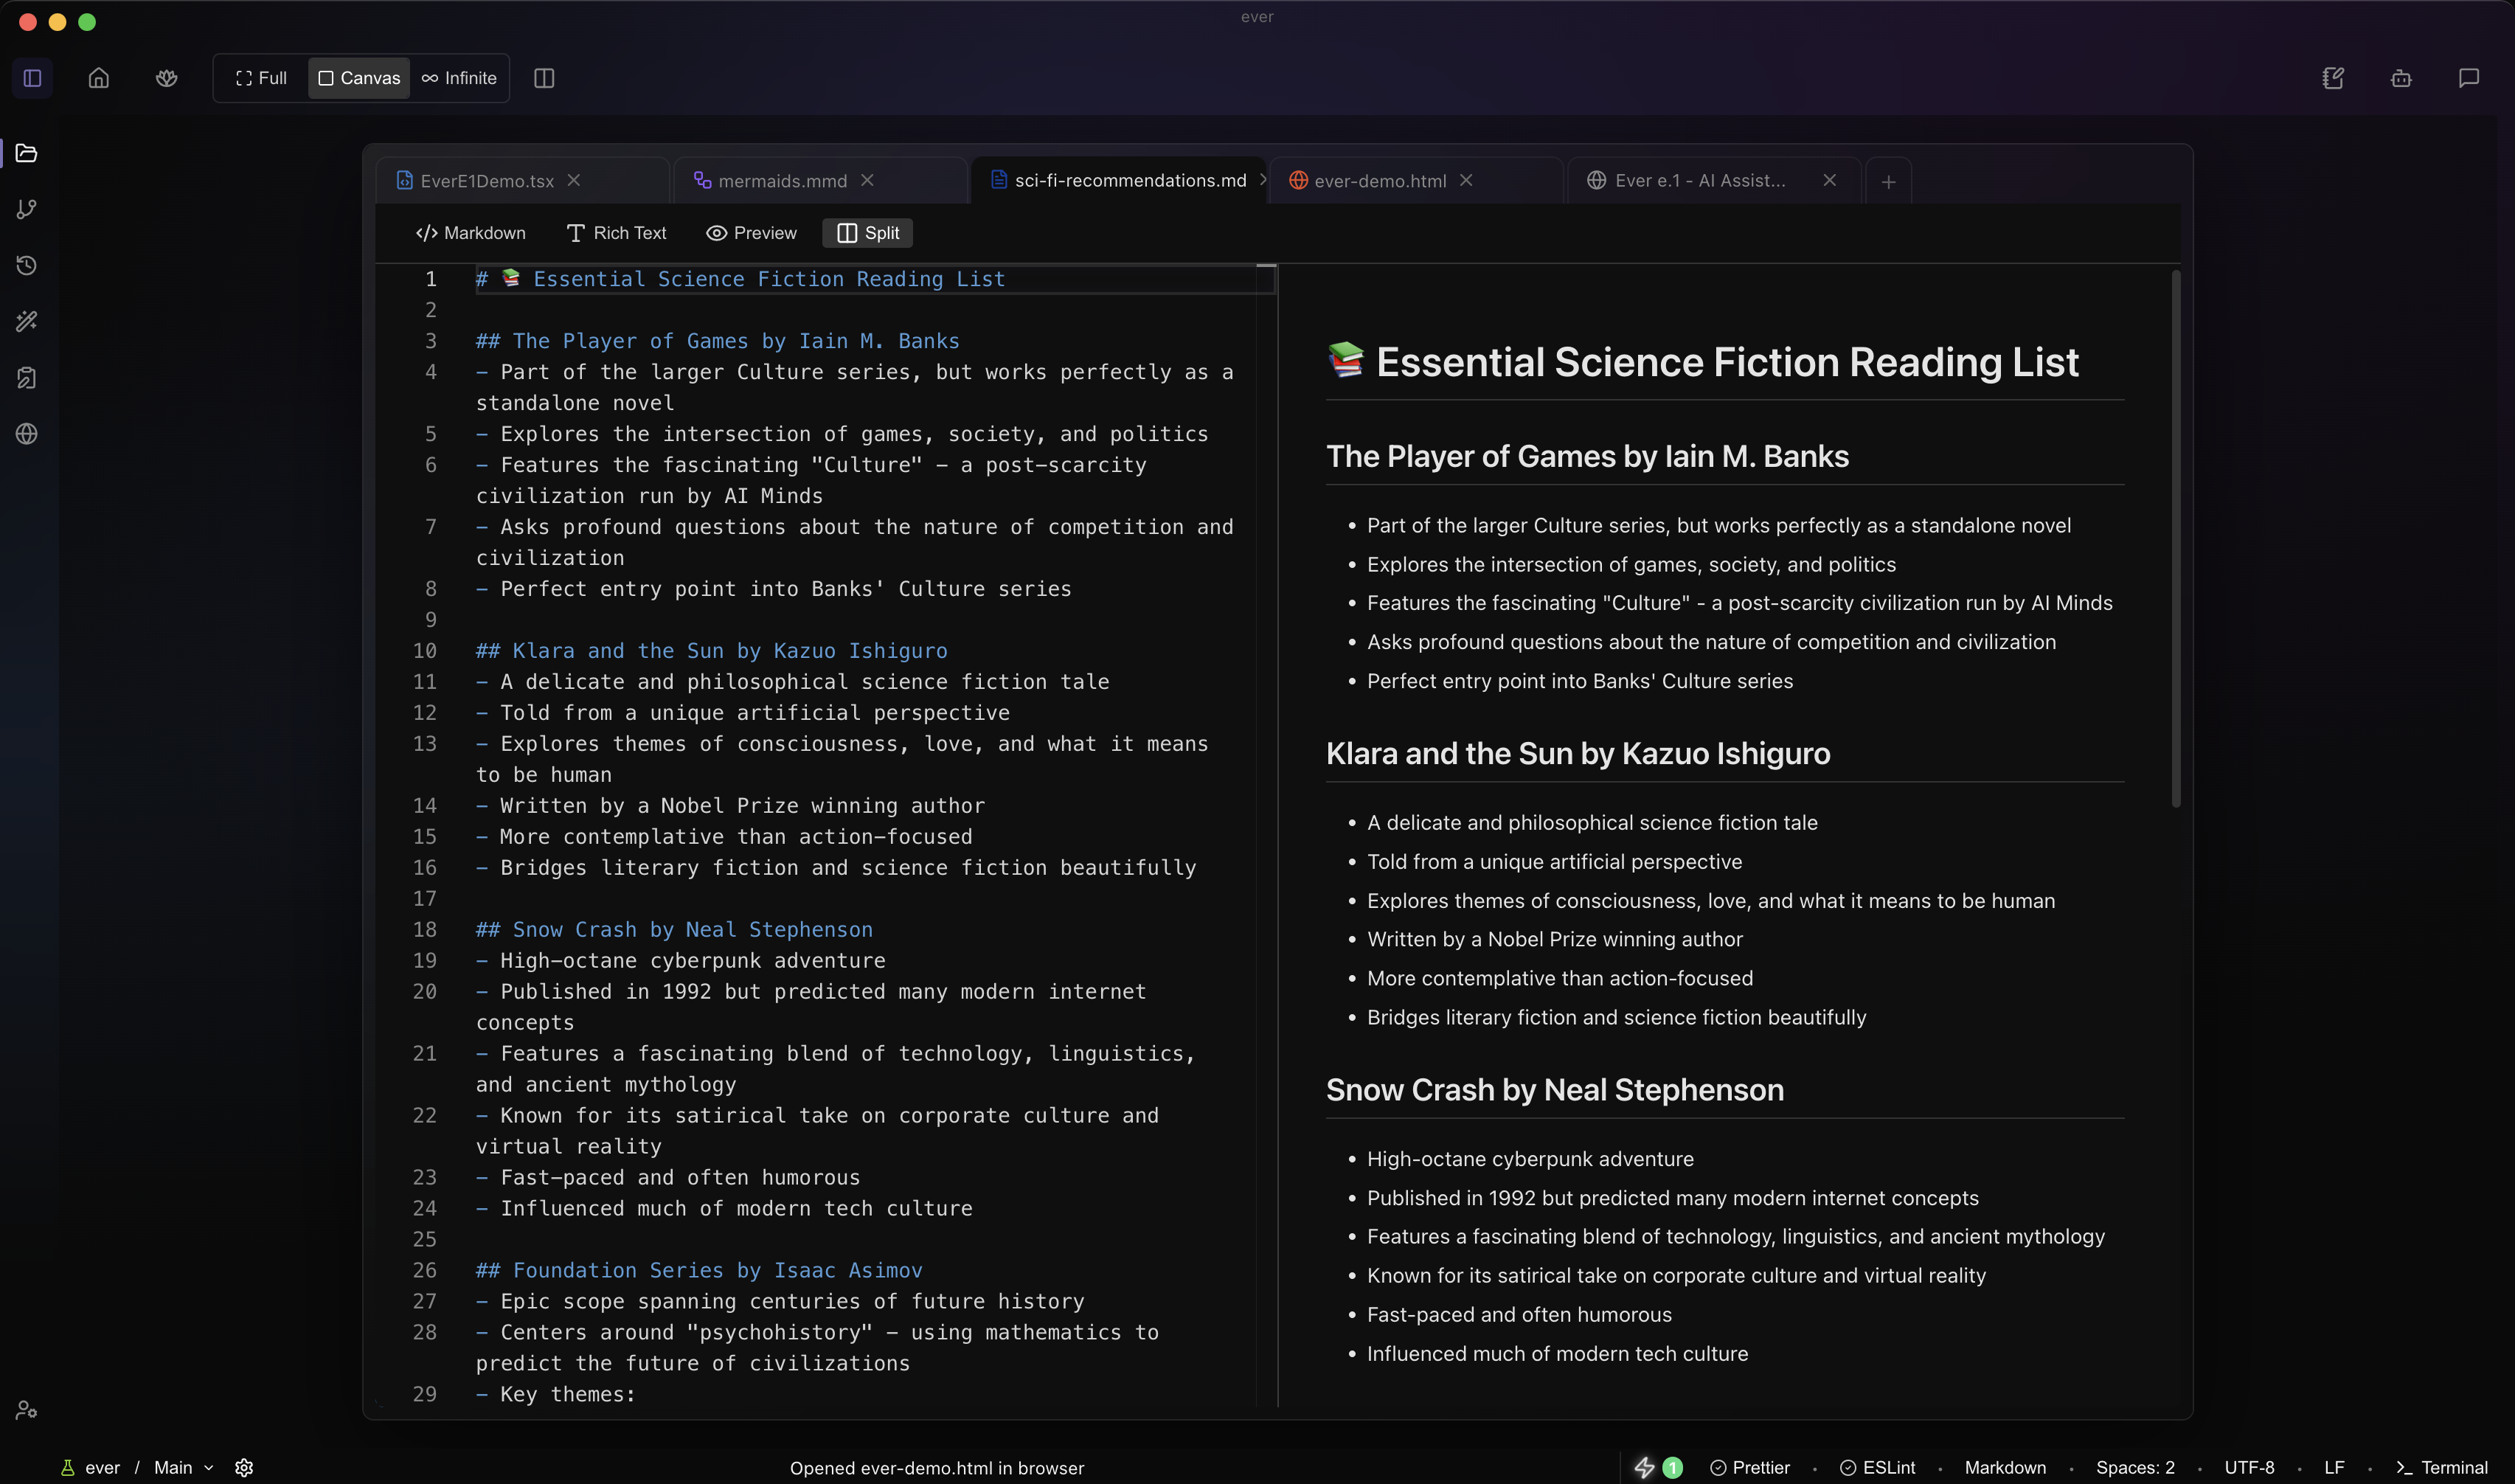 ever
Full
Canvas
Infinite
EverE1Demo.tsx
mermaids.mmd
sci-fi-recommendations.md
ever-demo.html
Ever e.1 - AI Assist...
Markdown
Rich Text
Preview
Split
1 # 📚 Essential Science Fiction Reading List
2
3 ## The Player of Games by Iain M. Banks
4 - Part of the larger Culture series, but works perfectly as a
standalone novel
5 - Explores the intersection of games, society, and politics
6 - Features the fascinating "Culture" - a post-scarcity
civilization run by AI Minds
7 - Asks profound questions about the nature of competition and
civilization
8 - Perfect entry point into Banks' Culture series
9
10 ## Klara and the Sun by Kazuo Ishiguro
11 - A delicate and philosophical science fiction tale
12 - Told from a unique artificial perspective
13 - Explores themes of consciousness, love, and what it means
to be human
14 - Written by a Nobel Prize winning author
15 - More contemplative than action-focused
16 - Bridges literary fiction and science fiction beautifully
17
18 ## Snow Crash by Neal Stephenson
19 - High-octane cyberpunk adventure
20 - Published in 1992 but predicted many modern internet
concepts
21 - Features a fascinating blend of technology, linguistics,
and ancient mythology
22 - Known for its satirical take on corporate culture and
virtual reality
23 - Fast-paced and often humorous
24 - Influenced much of modern tech culture
25
26 ## Foundation Series by Isaac Asimov
27 - Epic scope spanning centuries of future history
28 - Centers around "psychohistory" - using mathematics to
predict the future of civilizations
29 - Key themes:
📚 Essential Science Fiction Reading List
The Player of Games by Iain M. Banks
• Part of the larger Culture series, but works perfectly as a standalone novel
• Explores the intersection of games, society, and politics
• Features the fascinating "Culture" - a post-scarcity civilization run by AI Minds
• Asks profound questions about the nature of competition and civilization
• Perfect entry point into Banks' Culture series
Klara and the Sun by Kazuo Ishiguro
• A delicate and philosophical science fiction tale
• Told from a unique artificial perspective
• Explores themes of consciousness, love, and what it means to be human
• Written by a Nobel Prize winning author
• More contemplative than action-focused
• Bridges literary fiction and science fiction beautifully
Snow Crash by Neal Stephenson
• High-octane cyberpunk adventure
• Published in 1992 but predicted many modern internet concepts
• Features a fascinating blend of technology, linguistics, and ancient mythology
• Known for its satirical take on corporate culture and virtual reality
• Fast-paced and often humorous
• Influenced much of modern tech culture
ever / Main
Opened ever-demo.html in browser
1
Prettier
ESLint
Markdown
Spaces: 2
UTF-8
LF
Terminal